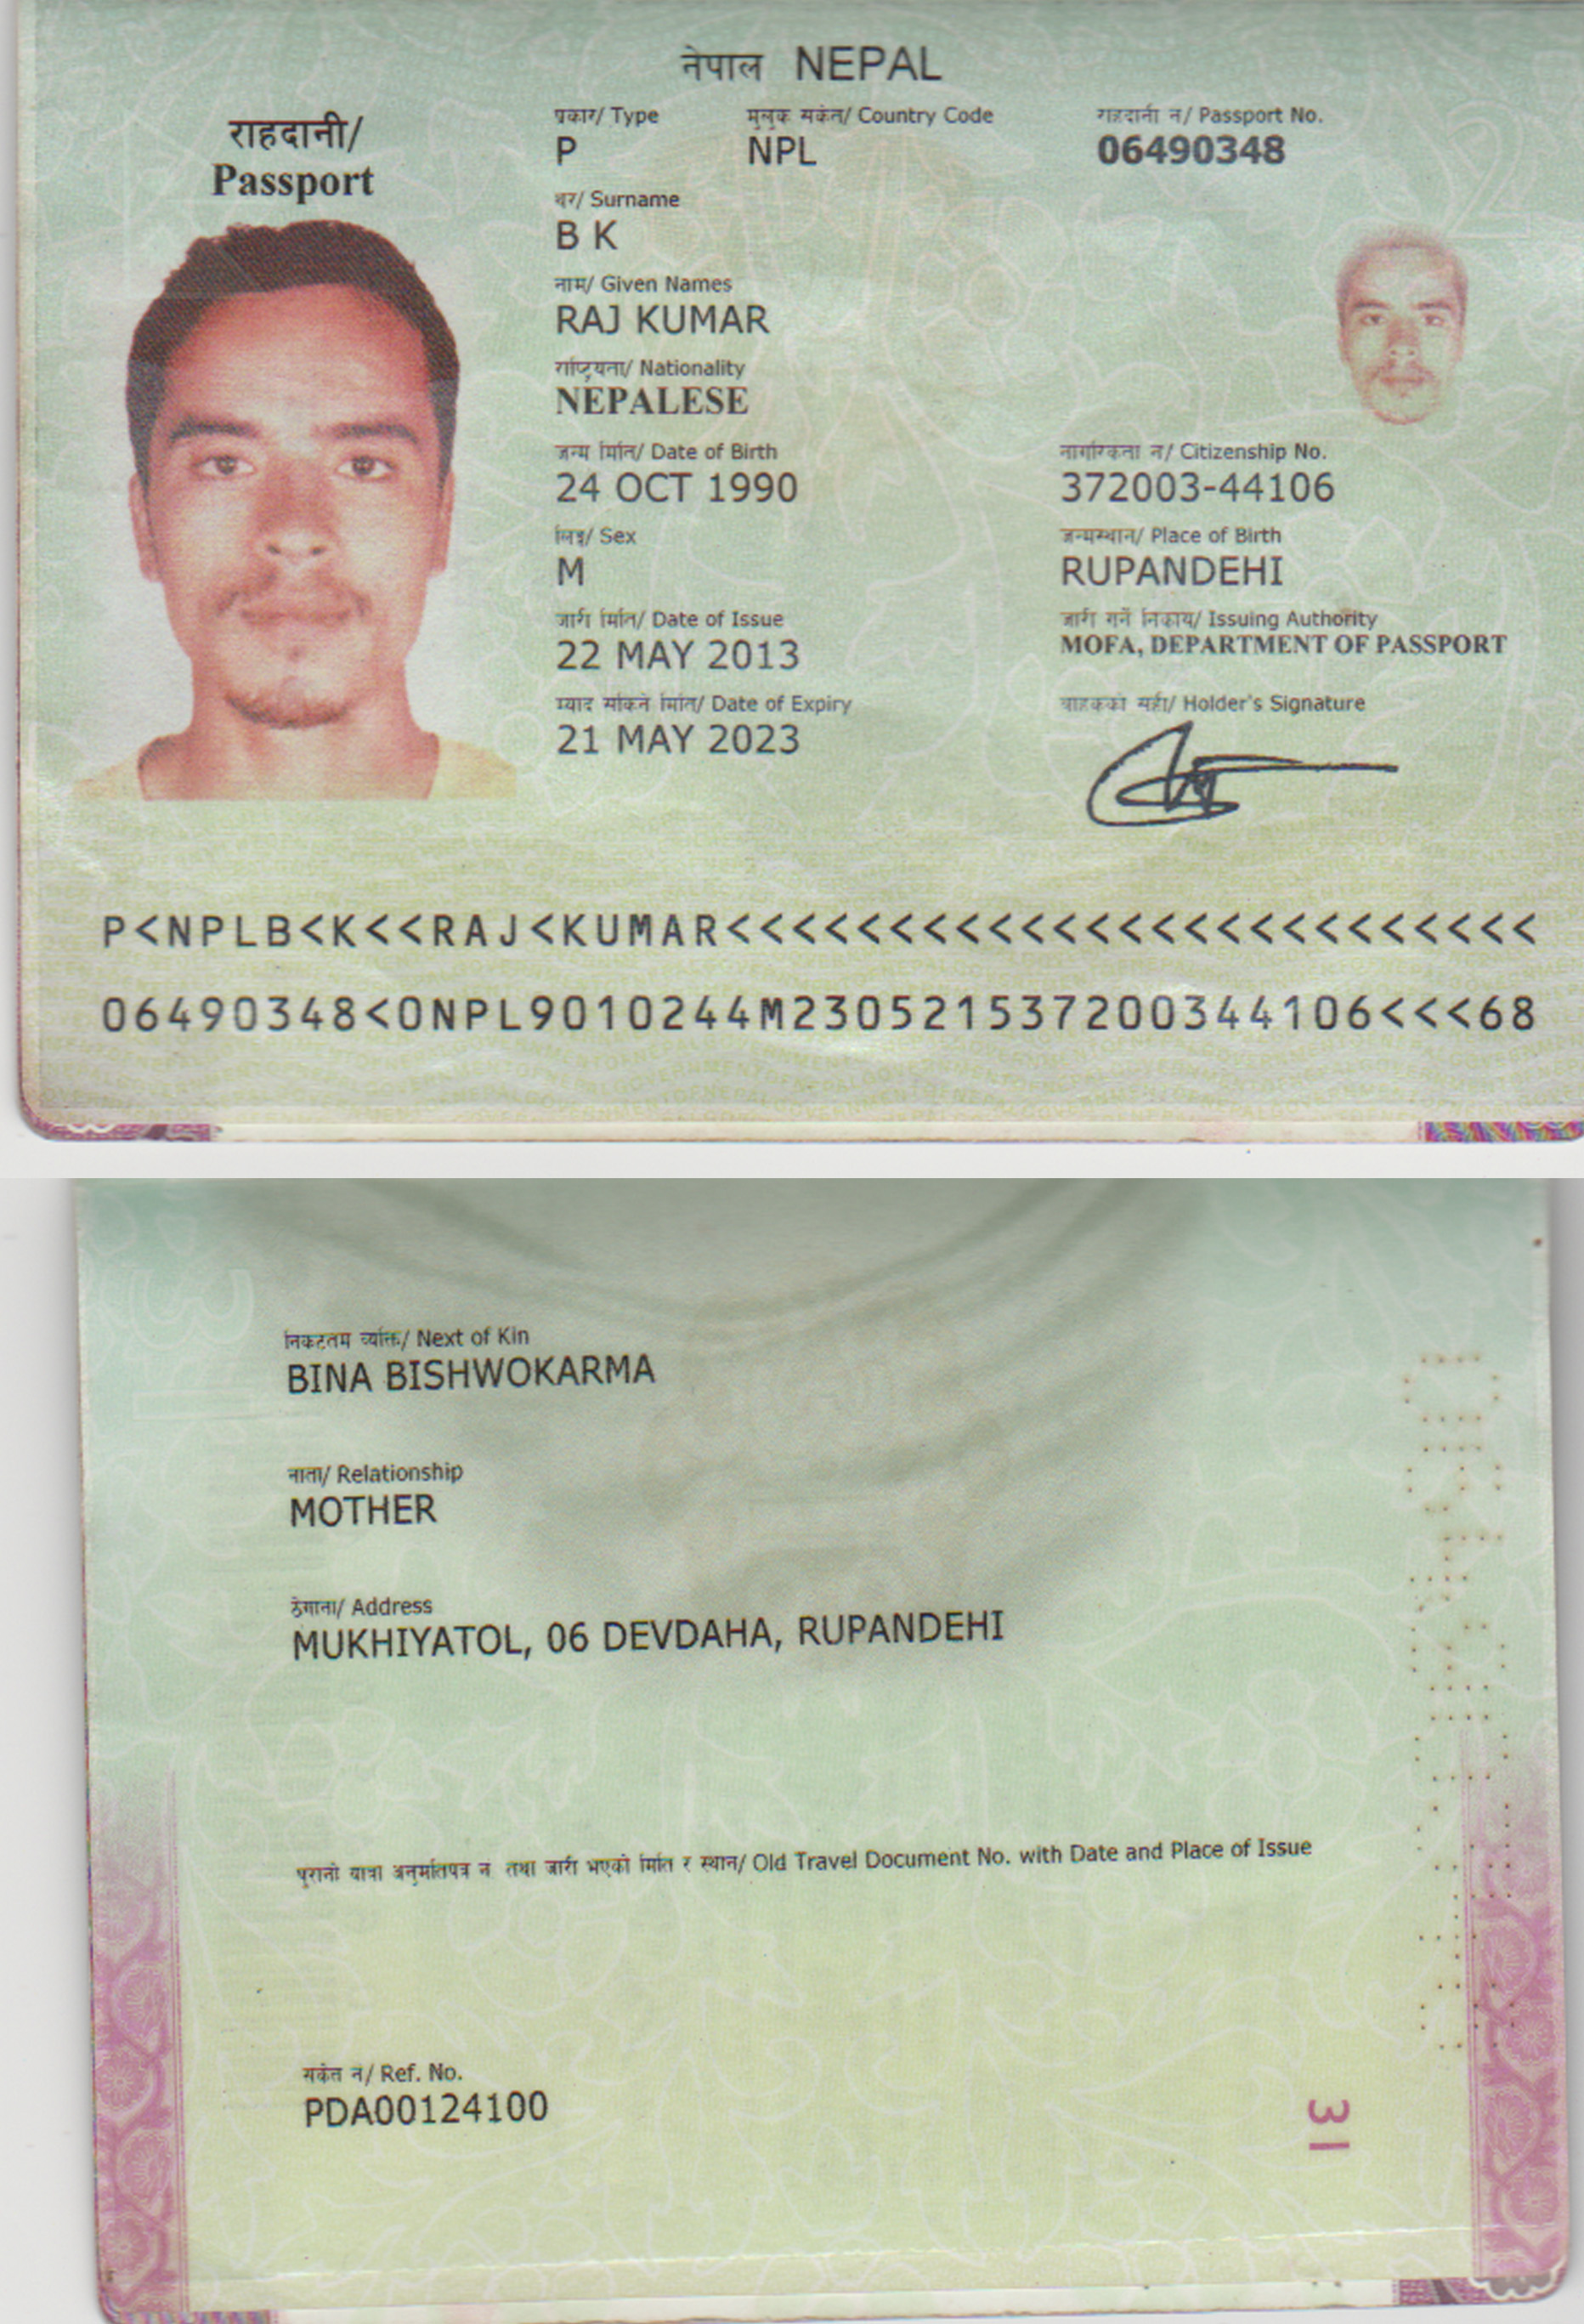 नेपाल NEPAL
राहदानी/
Passport
प्रकार/ Type
P
मुलुक संकेत/ Country Code
NPL
राहदानी नं/ Passport No.
06490348
थर/ Surname
B K
नाम/ Given Names
RAJ KUMAR
राष्ट्रियता/ Nationality
NEPALESE
जन्म मिति/ Date of Birth
24 OCT 1990
नागरिकता नं/ Citizenship No.
372003-44106
लिङ्ग/ Sex
M
जन्मस्थान/ Place of Birth
RUPANDEHI
जारी मिति/ Date of Issue
22 MAY 2013
जारी गर्ने निकाय/ Issuing Authority
MOFA, DEPARTMENT OF PASSPORT
म्याद सकिने मिति/ Date of Expiry
21 MAY 2023
वाहकको सही/ Holder's Signature
P<NPLB<K<<RAJ<KUMAR<<<<<<<<<<<<<<<<<<<<<<<<<
06490348<0NPL9010244M230521537200344106<<<68
निकटतम व्यक्ति/ Next of Kin
BINA BISHWOKARMA
नाता/ Relationship
MOTHER
ठेगाना/ Address
MUKHIYATOL, 06 DEVDAHA, RUPANDEHI
पुरानो यात्रा अनुमतिपत्र नं तथा जारी भएको मिति र स्थान/ Old Travel Document No. with Date and Place of Issue
संकेत नं/ Ref. No.
PDA00124100
31